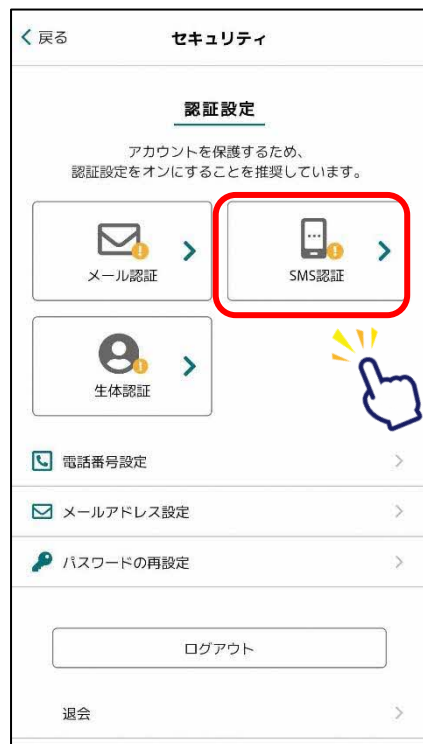 戻る
セキュリティ
認証設定
アカウントを保護するため、
認証設定をオンにすることを推奨しています。
メール認証
SMS認証
生体認証
電話番号設定
メールアドレス設定
パスワードの再設定
ログアウト
退会